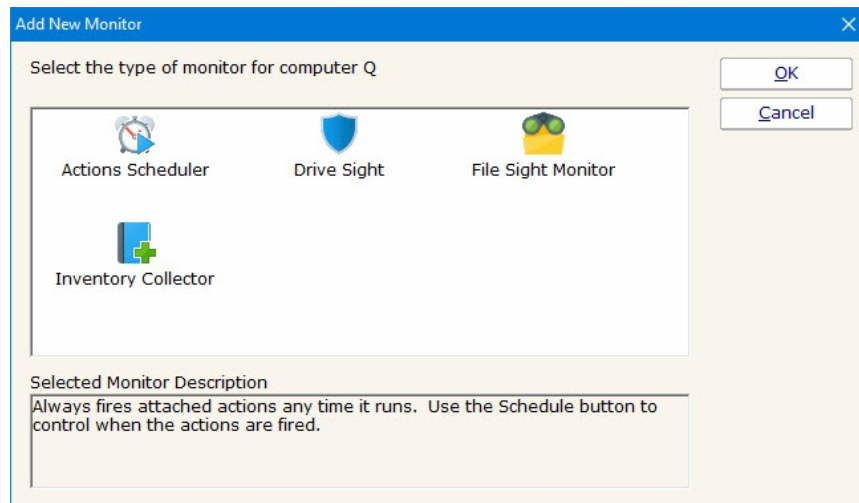 Add New Monitor
Select the type of monitor for computer Q
OK
Cancel
Actions Scheduler
Drive Sight
File Sight Monitor
Inventory Collector
Selected Monitor Description
Always fires attached actions any time it runs.  Use the Schedule button to
control when the actions are fired.